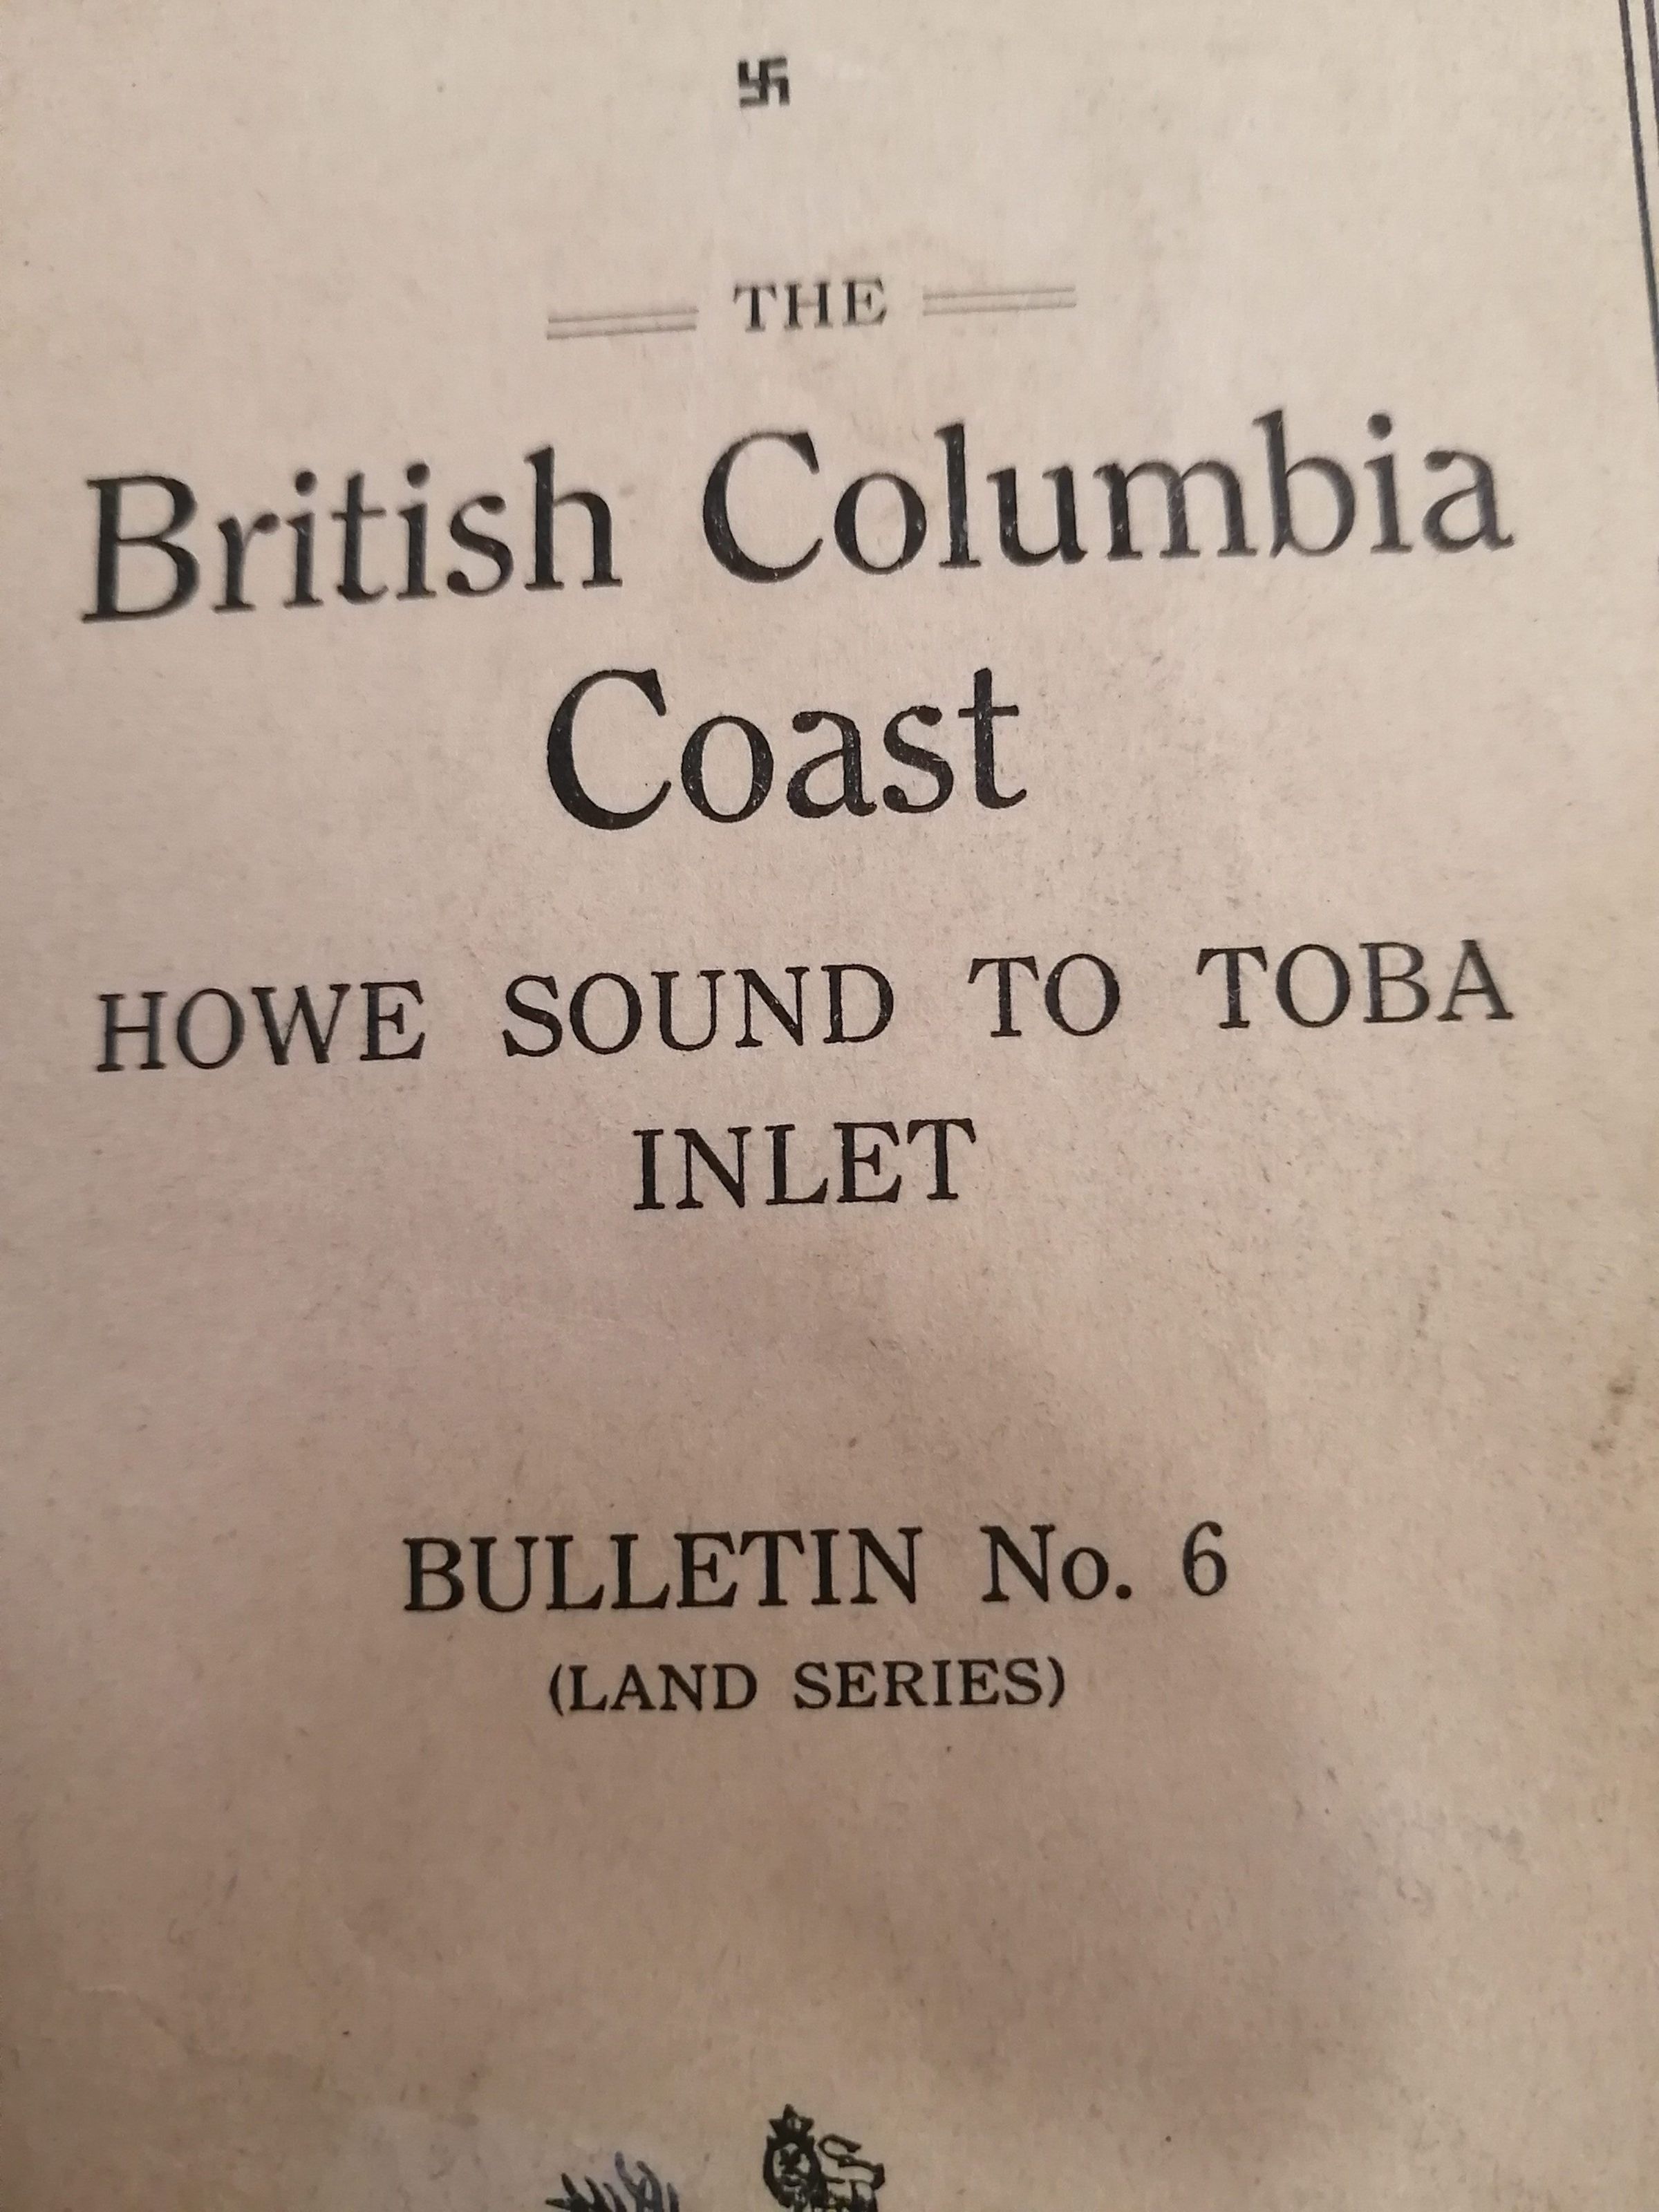 THE
British Columbia
Coast
HOWE SOUND TO TOBA
INLET
BULLETIN No. 6
(LAND SERIES)